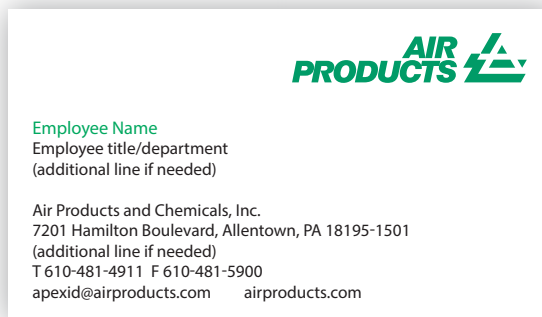 AIR
PRODUCTS
Employee Name
Employee title/department
(additional line if needed)
Air Products and Chemicals, Inc.
7201 Hamilton Boulevard, Allentown, PA 18195-1501
(additional line if needed)
T 610-481-4911 F 610-481-5900
apexid@airproducts.com airproducts.com